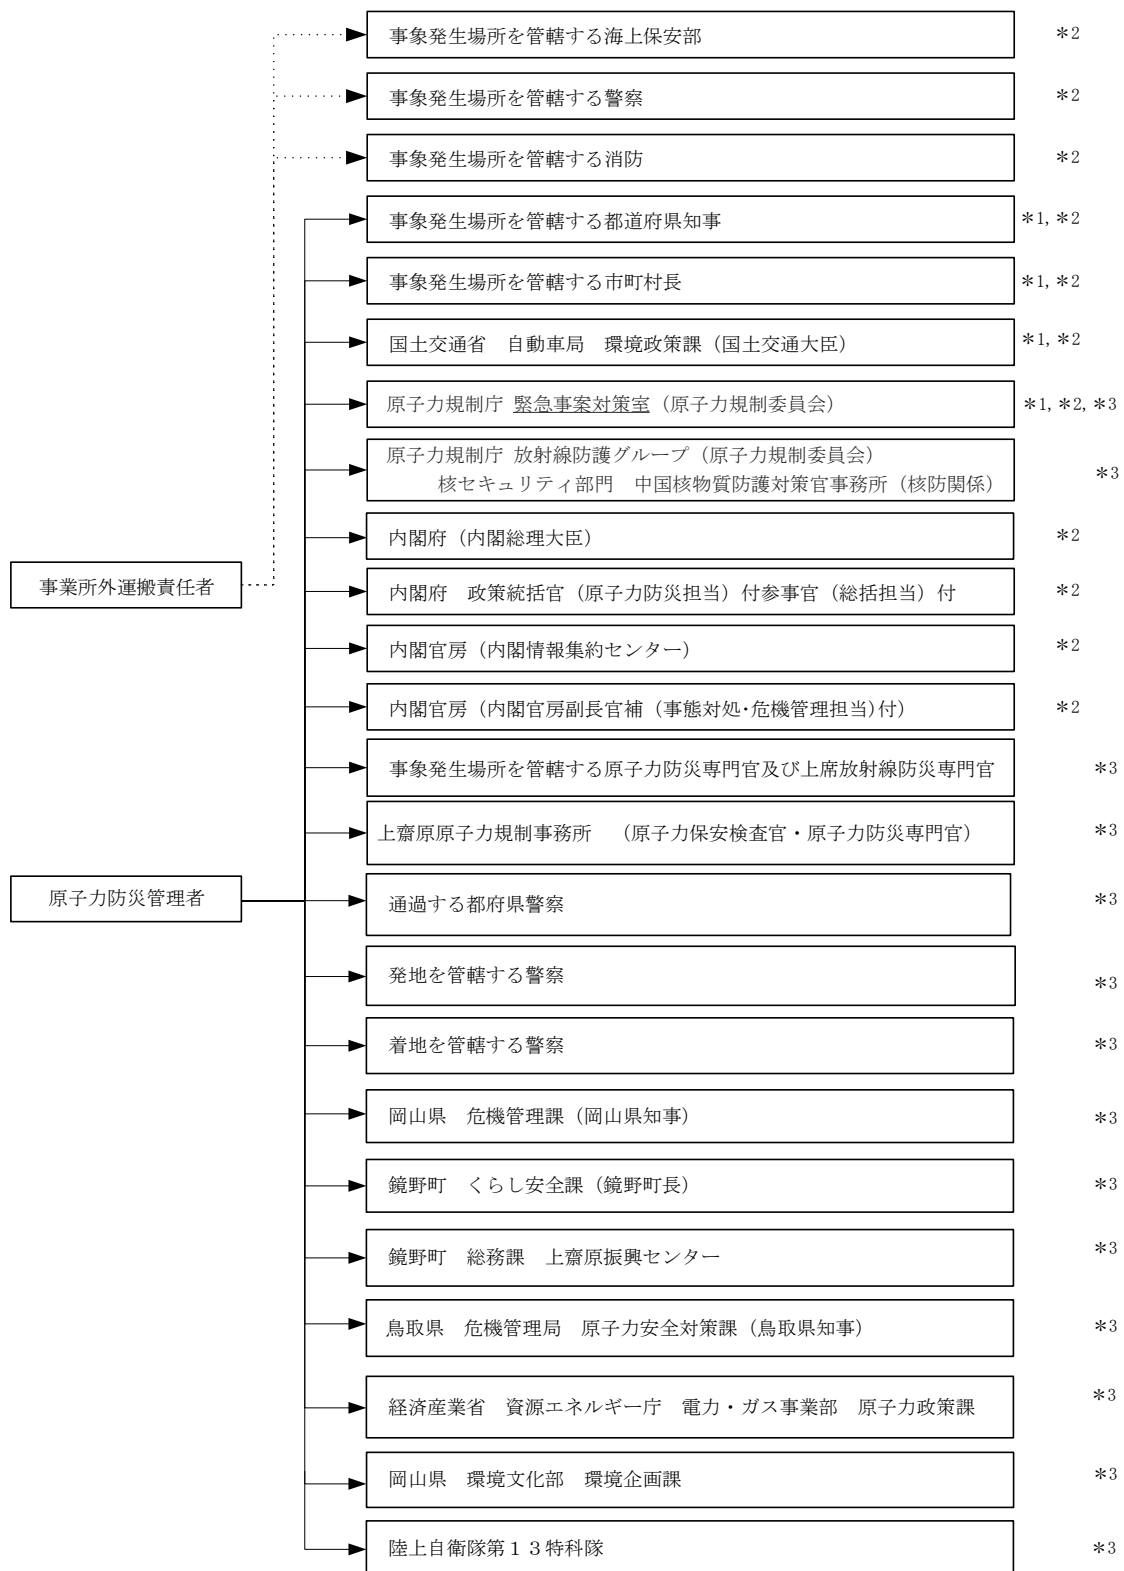 事象発生場所を管轄する海上保安部 *2
事象発生場所を管轄する警察 *2
事象発生場所を管轄する消防 *2
事象発生場所を管轄する都道府県知事 *1, *2
事象発生場所を管轄する市町村長 *1, *2
国土交通省 自動車局 環境政策課（国土交通大臣） *1, *2
原子力規制庁 緊急事案対策室（原子力規制委員会） *1, *2, *3
原子力規制庁 放射線防護グループ（原子力規制委員会）
核セキュリティ部門 中国核物質防護対策官事務所（核防関係） *3
内閣府（内閣総理大臣） *2
事業所外運搬責任者
内閣府 政策統括官（原子力防災担当）付参事官（総括担当）付 *2
内閣官房（内閣情報集約センター） *2
内閣官房（内閣官房副長官補（事態対処・危機管理担当）付） *2
事象発生場所を管轄する原子力防災専門官及び上席放射線防災専門官 *3
上齋原原子力規制事務所 （原子力保安検査官・原子力防災専門官） *3
原子力防災管理者
通過する都府県警察 *3
発地を管轄する警察 *3
着地を管轄する警察 *3
岡山県 危機管理課（岡山県知事） *3
鏡野町 くらし安全課（鏡野町長） *3
鏡野町 総務課 上齋原振興センター *3
鳥取県 危機管理局 原子力安全対策課（鳥取県知事） *3
経済産業省 資源エネルギー庁 電力・ガス事業部 原子力政策課 *3
岡山県 環境文化部 環境企画課 *3
陸上自衛隊第１３特科隊 *3